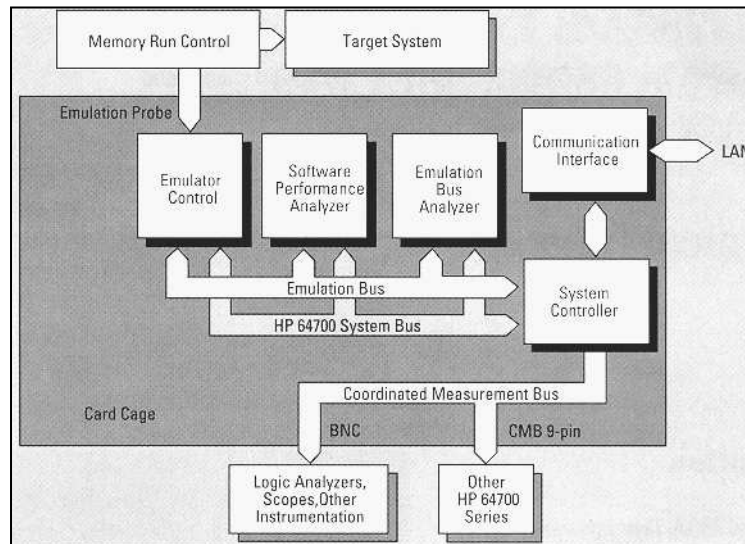 Memory Run Control
Target System
Emulation Probe
Emulator
Control
Software
Performance
Analyzer
Emulation
Bus
Analyzer
Communication
Interface
LAN
Emulation Bus
System
Controller
HP 64700 System Bus
Coordinated Measurement Bus
Card Cage
BNC
CMB 9-pin
Logic Analyzers,
Scopes,Other
Instrumentation
Other
HP 64700
Series